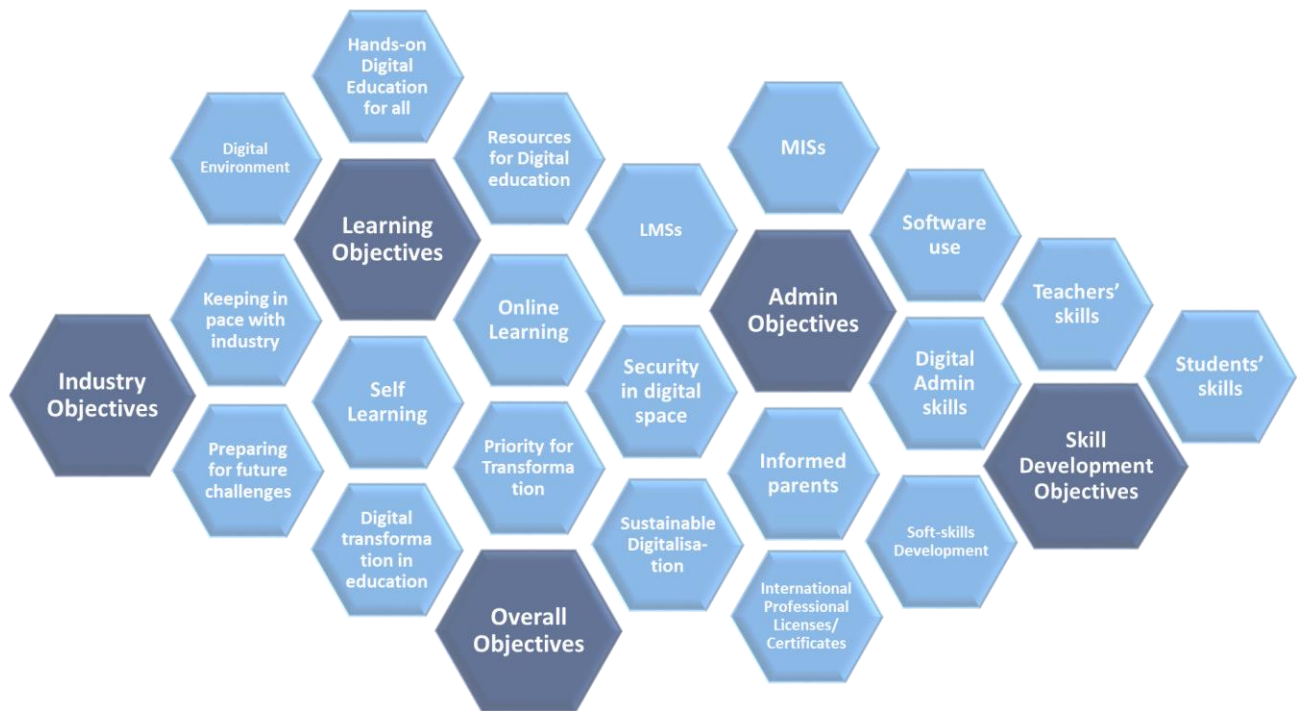 Hands-on
Digital
Education
for all
Digital
Environment
Resources
for Digital
education
MISs
Learning
Objectives
LMSs
Software
use
Keeping in
pace with
industry
Online
Learning
Admin
Objectives
Teachers'
skills
Industry
Objectives
Self
Learning
Security
in digital
space
Digital
Admin
skills
Students'
skills
Preparing
for future
challenges
Priority for
Transforma
tion
Informed
parents
Skill
Development
Objectives
Digital
transforma
tion in
education
Sustainable
Digitalisa-
tion
Soft-skills
Development
Overall
Objectives
International
Professional
Licenses/
Certificates